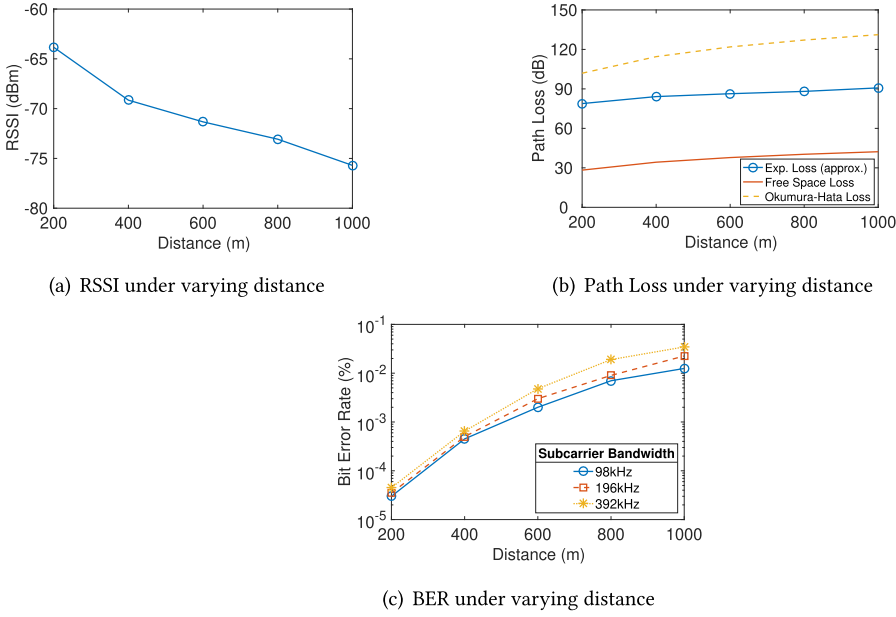 -60
-65
-70
-75
-80
RSSI (dBm)
200 400 600 800 1000
Distance (m)
(a) RSSI under varying distance
150
120
90
60
30
0
Path Loss (dB)
Exp. Loss (approx.)
Free Space Loss
Okumura-Hata Loss
200 400 600 800 1000
Distance (m)
(b) Path Loss under varying distance
10-1
10-2
10-3
10-4
10-5
Bit Error Rate (%)
Subcarrier Bandwidth
98kHz
196kHz
392kHz
200 400 600 800 1000
Distance (m)
(c) BER under varying distance